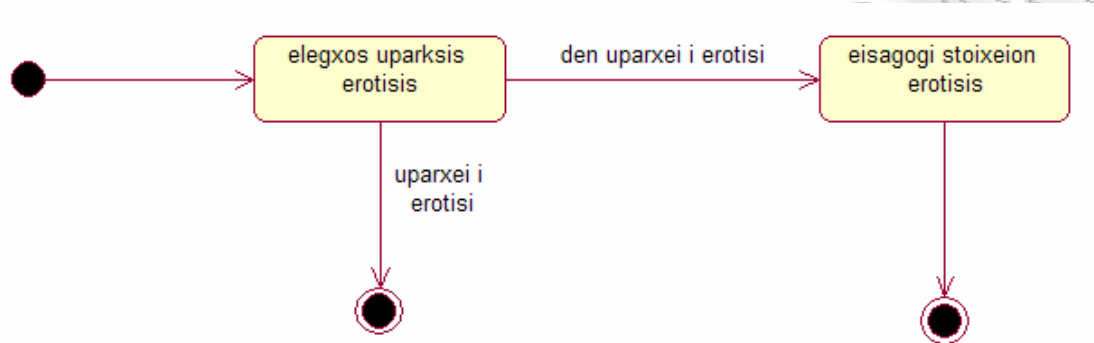 elegxos uparksis
erotisis
den uparxei i erotisi
eisagogi stoixeion
erotisis
uparxei i
erotisi